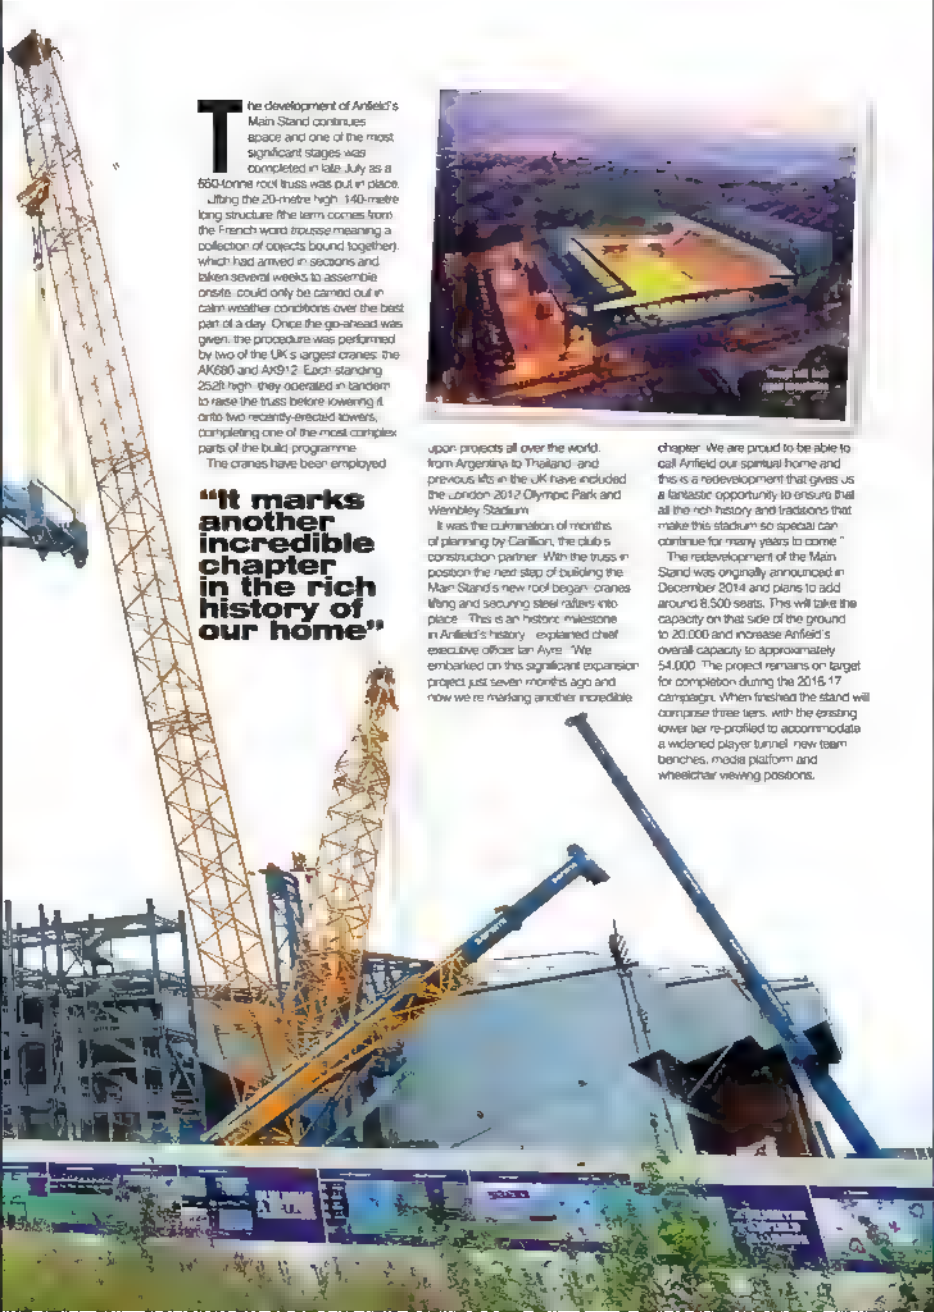 The development of Anfield's
Main Stand continues
apace and one of the most
significant stages was
completed in late July as a
650-tonne roof truss was put in place.
Lifting the 20-metre high, 140-metre
long structure (the term comes from
the French word trousse meaning a
collection of objects bound together),
which had arrived in sections and
taken several weeks to assemble
onsite, could only be carried out in
calm weather conditions over the best
part of a day. Once the go-ahead was
given, the procedure was performed
by two of the UK's largest cranes: the
AK680 and AK912. Each standing
252ft high, they operated in tandem
to raise the truss before lowering it
onto two recently-erected towers,
completing one of the most complex
parts of the build programme.
The cranes have been employed
"It marks
another
incredible
chapter
in the rich
history of
our home"
upon projects all over the world,
from Argentina to Thailand, and
previous lifts in the UK have included
the London 2012 Olympic Park and
Wembley Stadium.
It was the culmination of months
of planning by Carillion, the club's
construction partner. With the truss in
position the next step of building the
Main Stand's new roof began, cranes
lifting and securing steel rafters into
place. "This is an historic milestone
in Anfield's history," explained chief
executive officer Ian Ayre. "We
embarked on this significant expansion
project just seven months ago and
now we're marking another incredible
chapter. We are proud to be able to
call Anfield our spiritual home and
this is a redevelopment that gives us
a fantastic opportunity to ensure that
all the rich history and traditions that
make this stadium so special can
continue for many years to come."
The redevelopment of the Main
Stand was originally announced in
December 2014 and plans to add
around 8,500 seats. This will take the
capacity on that side of the ground
to 20,000 and increase Anfield's
overall capacity to approximately
54,000. The project remains on target
for completion during the 2016-17
campaign. When finished the stand will
comprise three tiers, with the existing
lower tier re-profiled to accommodate
a widened player tunnel, new team
benches, media platform and
wheelchair viewing positions.